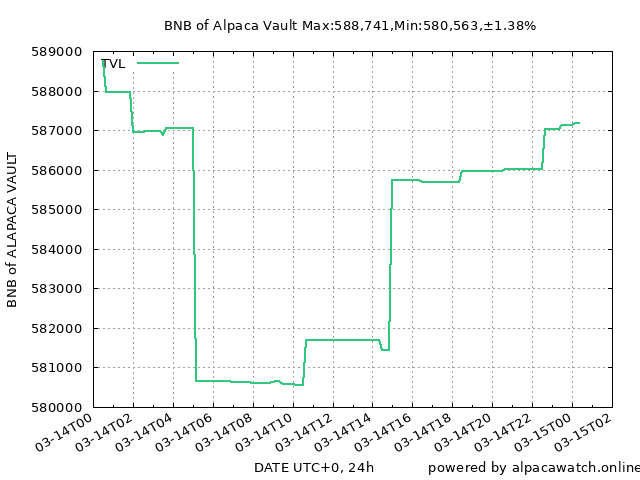 BNB of Alpaca Vault Max:588,741,Min:580,563,±1.38%
589000
588000
587000
586000
585000
584000
583000
582000
581000
580000
BNB of ALAPACA VAULT
TVL
03-14T00
03-14T02
03-14T04
03-14T06
03-14T08
03-14T10
03-14T12
03-14T14
03-14T16
03-14T18
03-14T20
03-14T22
03-15T00
03-15T02
DATE UTC+0, 24h
powered by alpacawatch.online